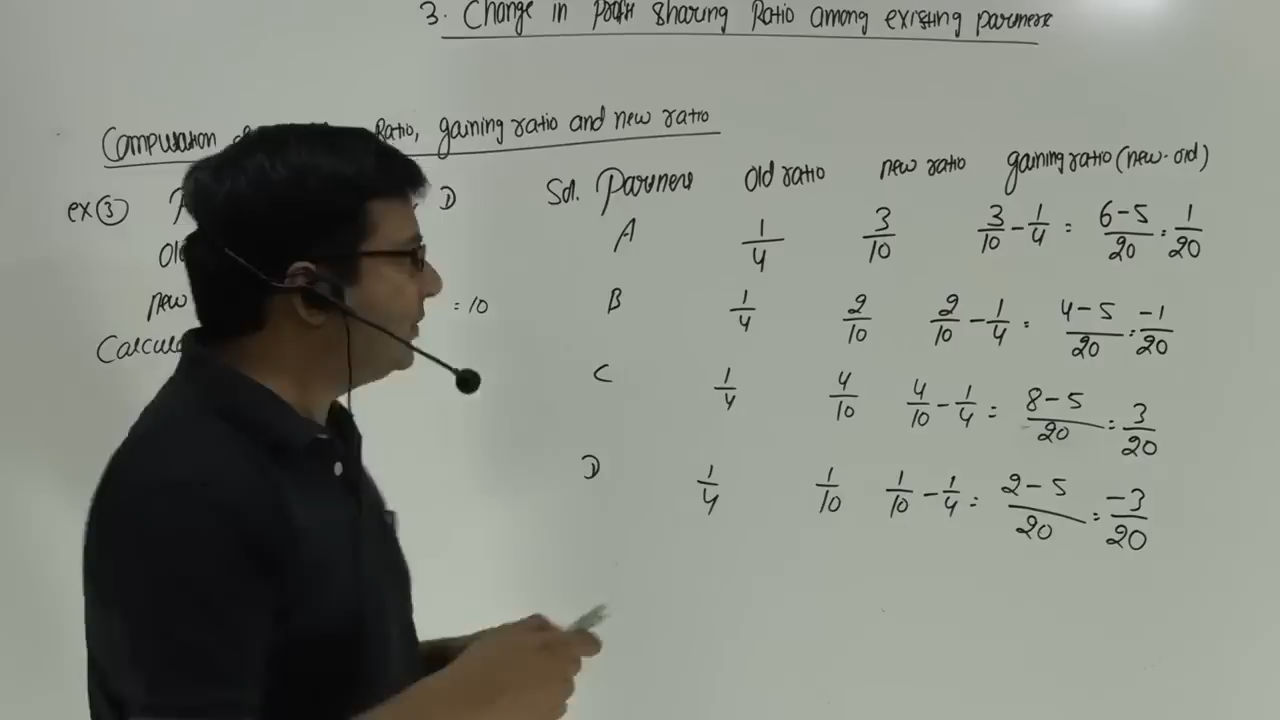 3. Change in Profit Sharing Ratio among existing partners
Computation Ratio, gaining ratio and new ratio
ex ③ D
Old
new = 10
Calcula
Sol. Partners Old ratio new ratio gaining ratio (new - old)
A 1/4 3/10 3/10 - 1/4 = 6-5/20 = 1/20
B 1/4 2/10 2/10 - 1/4 = 4-5/20 = -1/20
C 1/4 4/10 4/10 - 1/4 = 8-5/20 = 3/20
D 1/4 1/10 1/10 - 1/4 = 2-5/20 = -3/20